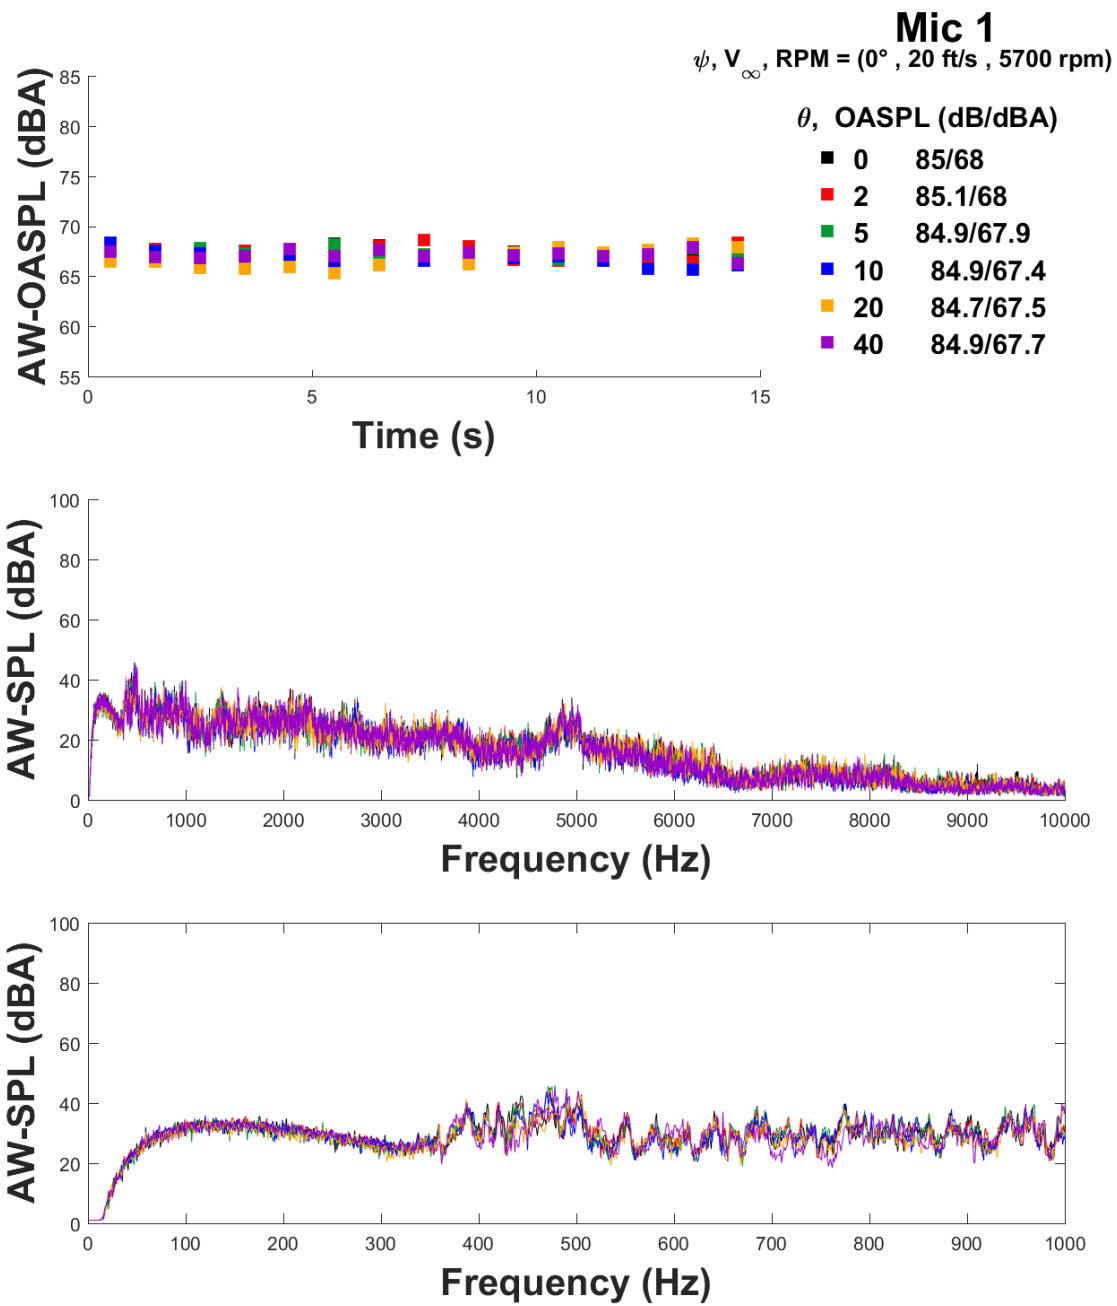 Mic 1
ψ, V∞, RPM = (0° , 20 ft/s , 5700 rpm)
θ, OASPL (dB/dBA)
0 85/68
2 85.1/68
5 84.9/67.9
10 84.9/67.4
20 84.7/67.5
40 84.9/67.7
AW-OASPL (dBA)
85
80
75
70
65
60
55
0 5 10 15
Time (s)
AW-SPL (dBA)
100
80
60
40
20
0
0 1000 2000 3000 4000 5000 6000 7000 8000 9000 10000
Frequency (Hz)
AW-SPL (dBA)
100
80
60
40
20
0
0 100 200 300 400 500 600 700 800 900 1000
Frequency (Hz)